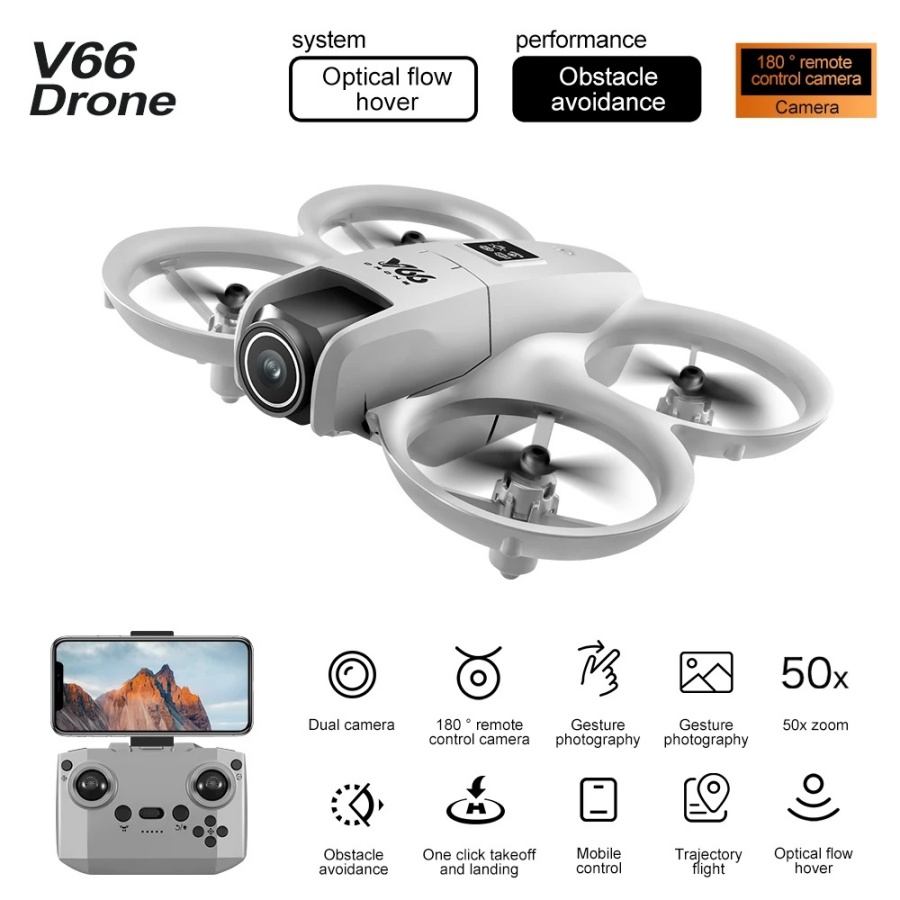 V66
Drone
system
Optical flow
hover
performance
Obstacle
avoidance
180 ° remote
control camera
Camera
V66
DRONE
Dual camera
180 ° remote
control camera
Gesture
photography
Gesture
photography
50x
50x zoom
Obstacle
avoidance
One click takeoff
and landing
Mobile
control
Trajectory
flight
Optical flow
hover